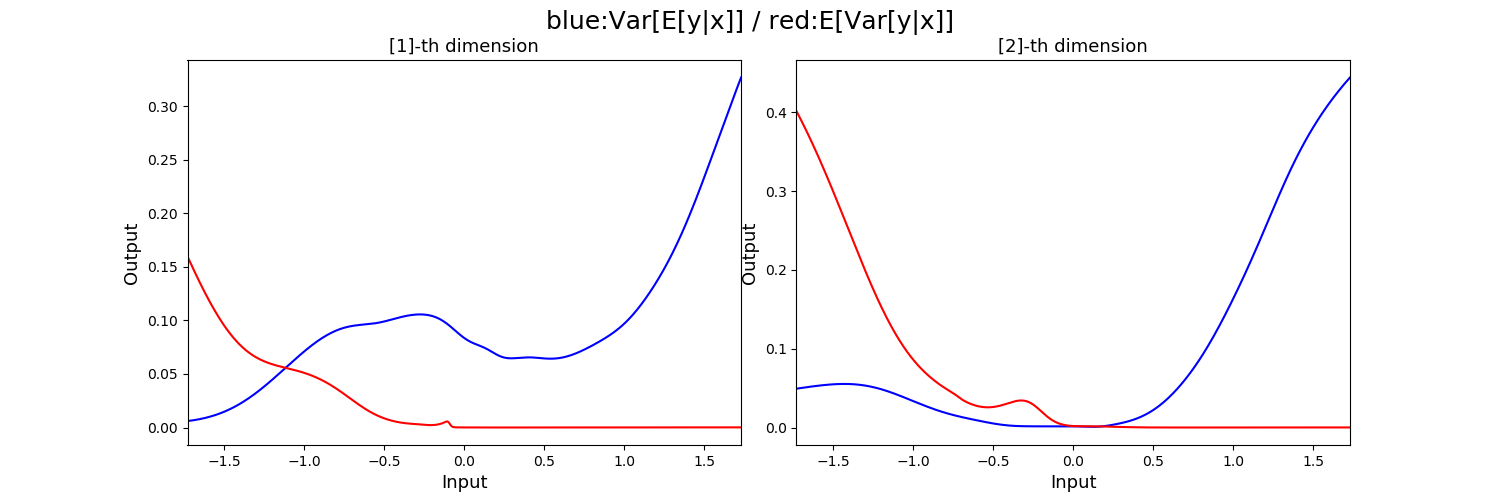 blue:Var[E[y|x]] / red:E[Var[y|x]]
[1]-th dimension
0.30
0.25
0.20
0.15
0.10
0.05
0.00
Output
−1.5 −1.0 −0.5 0.0 0.5 1.0 1.5
Input
[2]-th dimension
0.4
0.3
0.2
0.1
0.0
Output
−1.5 −1.0 −0.5 0.0 0.5 1.0 1.5
Input